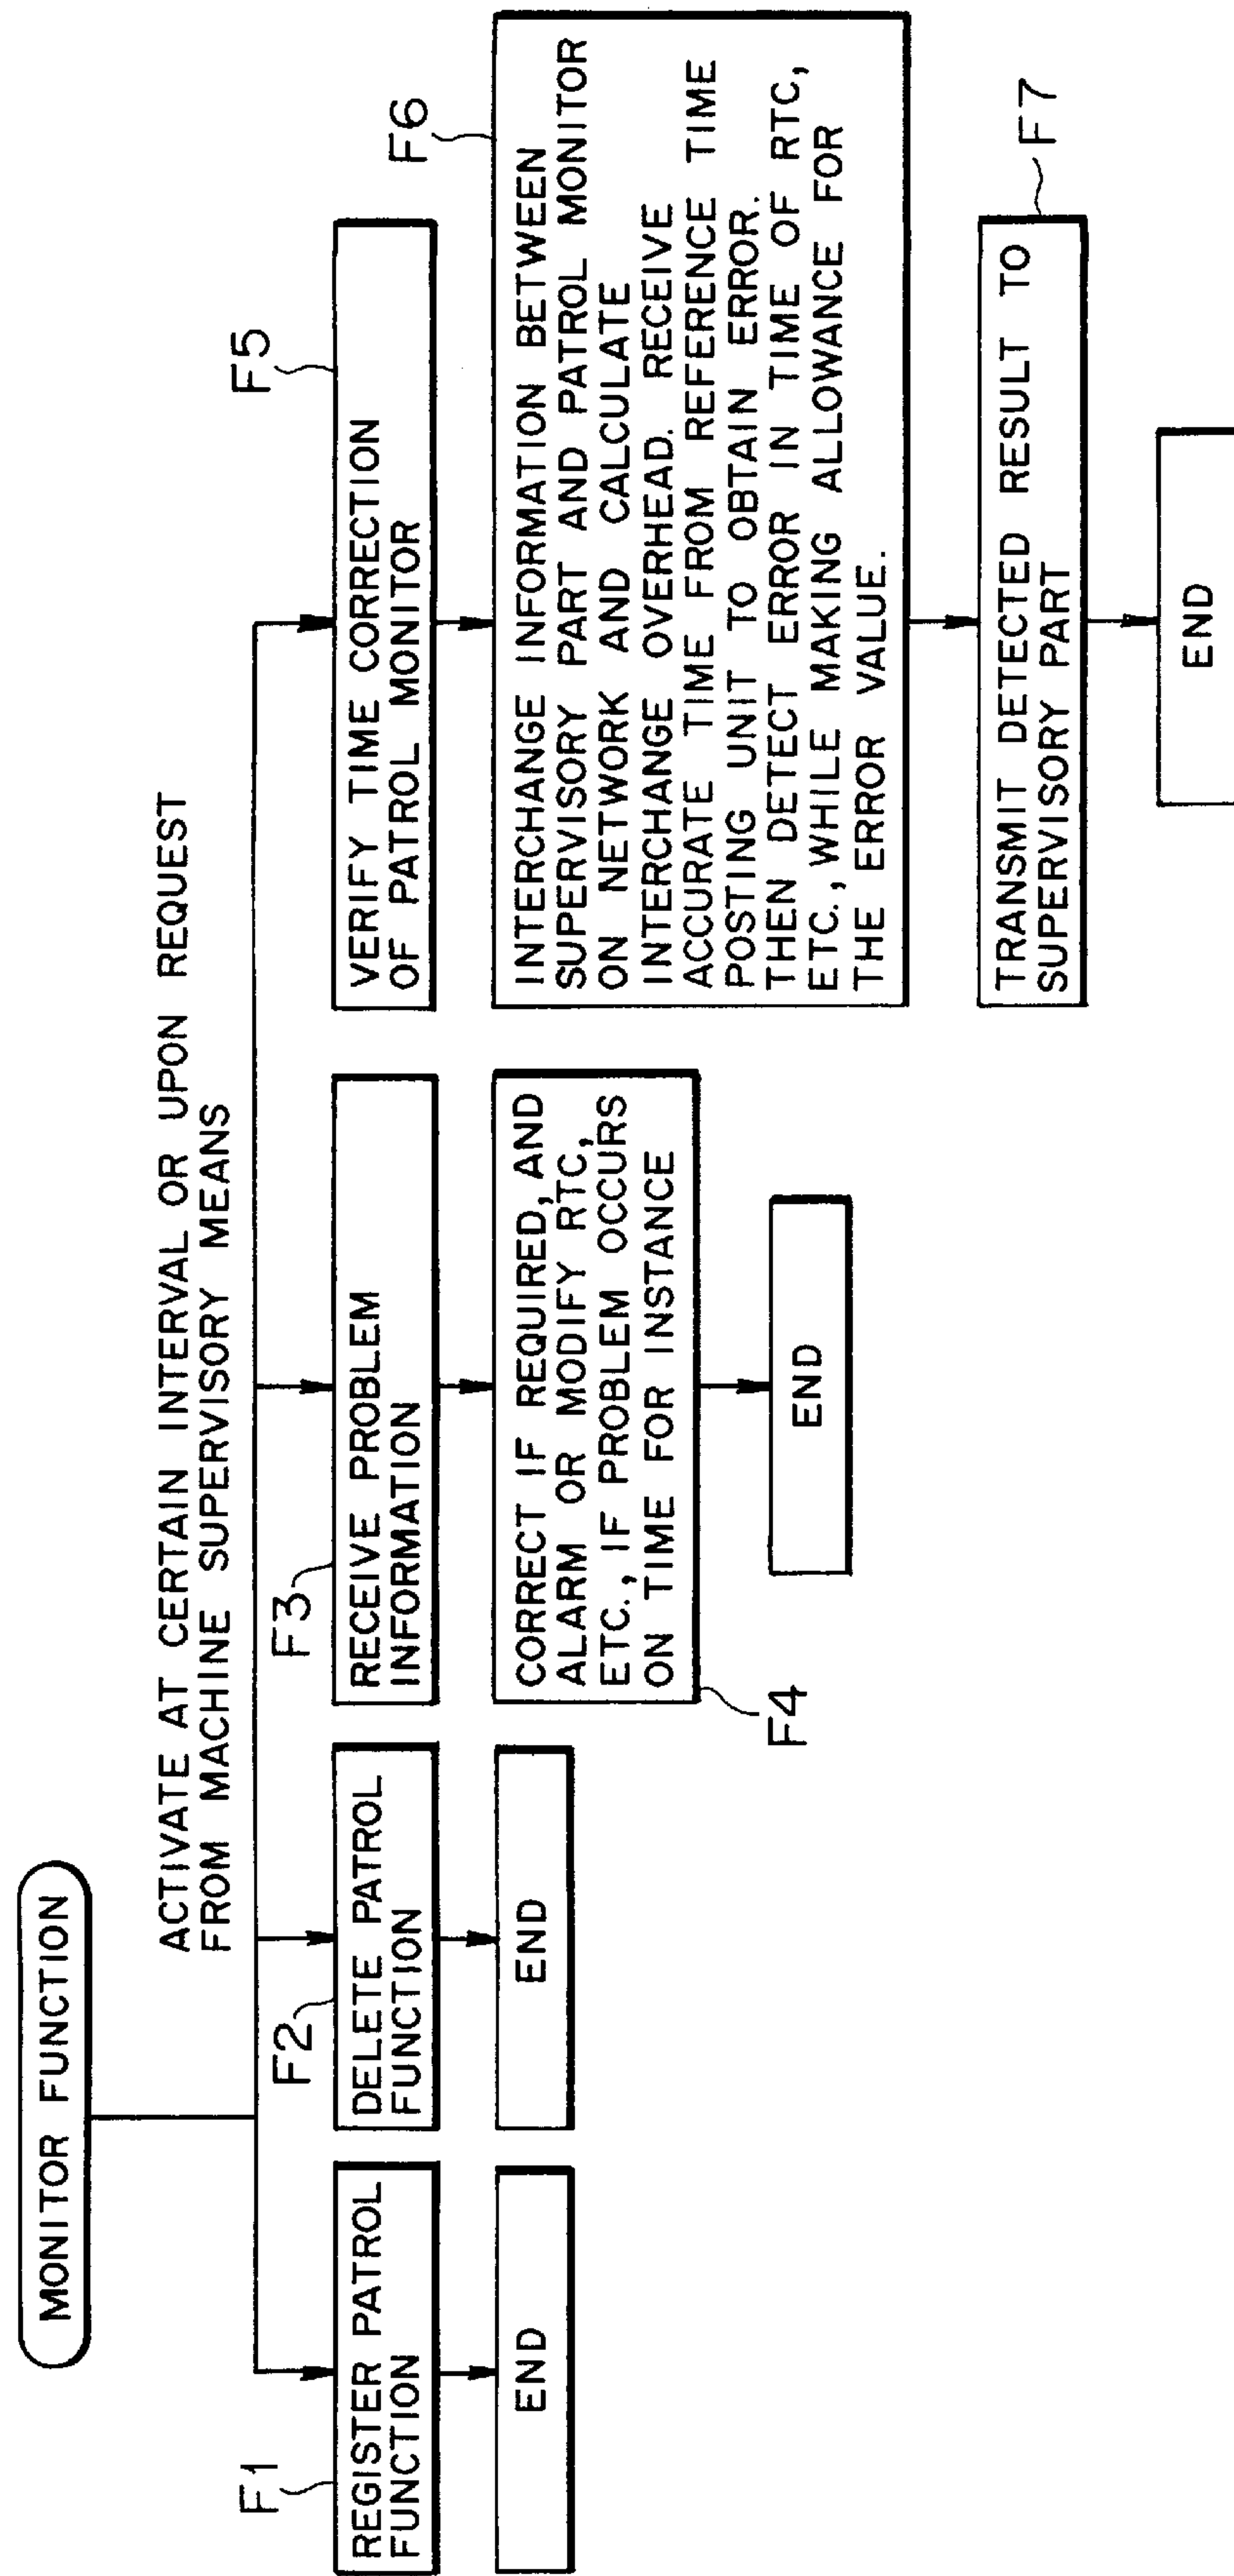 MONITOR FUNCTION
ACTIVATE AT CERTAIN INTERVAL OR UPON REQUEST
FROM MACHINE SUPERVISORY MEANS
F1
REGISTER PATROL
FUNCTION
END
F2
DELETE PATROL
FUNCTION
END
F3
RECEIVE PROBLEM
INFORMATION
CORRECT IF REQUIRED, AND
ALARM OR MODIFY RTC,
ETC., IF PROBLEM OCCURS
ON TIME FOR INSTANCE
F4
END
F5
VERIFY TIME CORRECTION
OF PATROL MONITOR
F6
INTERCHANGE INFORMATION BETWEEN
SUPERVISORY PART AND PATROL MONITOR
ON NETWORK AND CALCULATE
INTERCHANGE OVERHEAD. RECEIVE
ACCURATE TIME FROM REFERENCE TIME
POSTING UNIT TO OBTAIN ERROR.
THEN DETECT ERROR IN TIME OF RTC,
ETC., WHILE MAKING ALLOWANCE FOR
THE ERROR VALUE.
F7
TRANSMIT DETECTED RESULT TO
SUPERVISORY PART
END